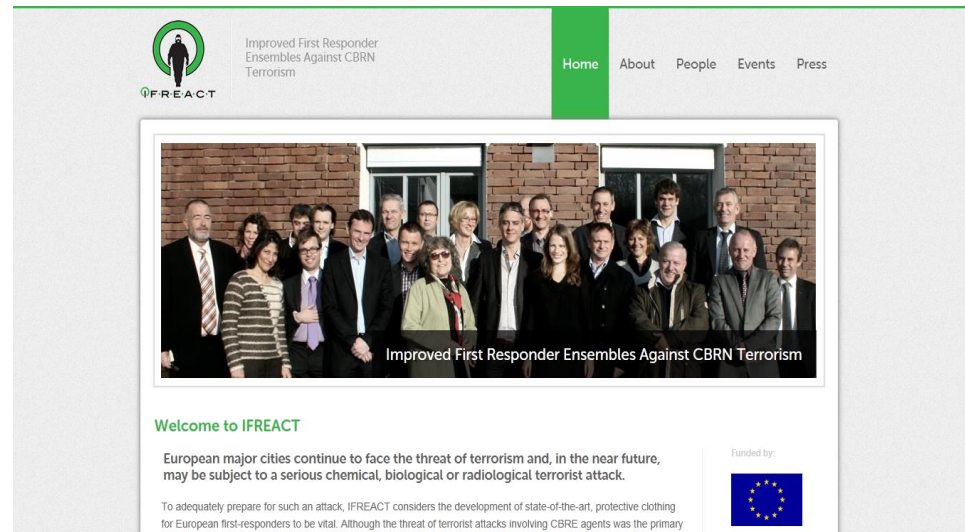 Improved First Responder
Ensembles Against CBRN
Terrorism
IF·R·E·A·C·T
Home About People Events Press
Improved First Responder Ensembles Against CBRN Terrorism
Welcome to IFREACT
European major cities continue to face the threat of terrorism and, in the near future,
may be subject to a serious chemical, biological or radiological terrorist attack.
Funded by:
To adequately prepare for such an attack, IFREACT considers the development of state-of-the-art, protective clothing
for European first-responders to be vital. Although the threat of terrorist attacks involving CBRE agents was the primary